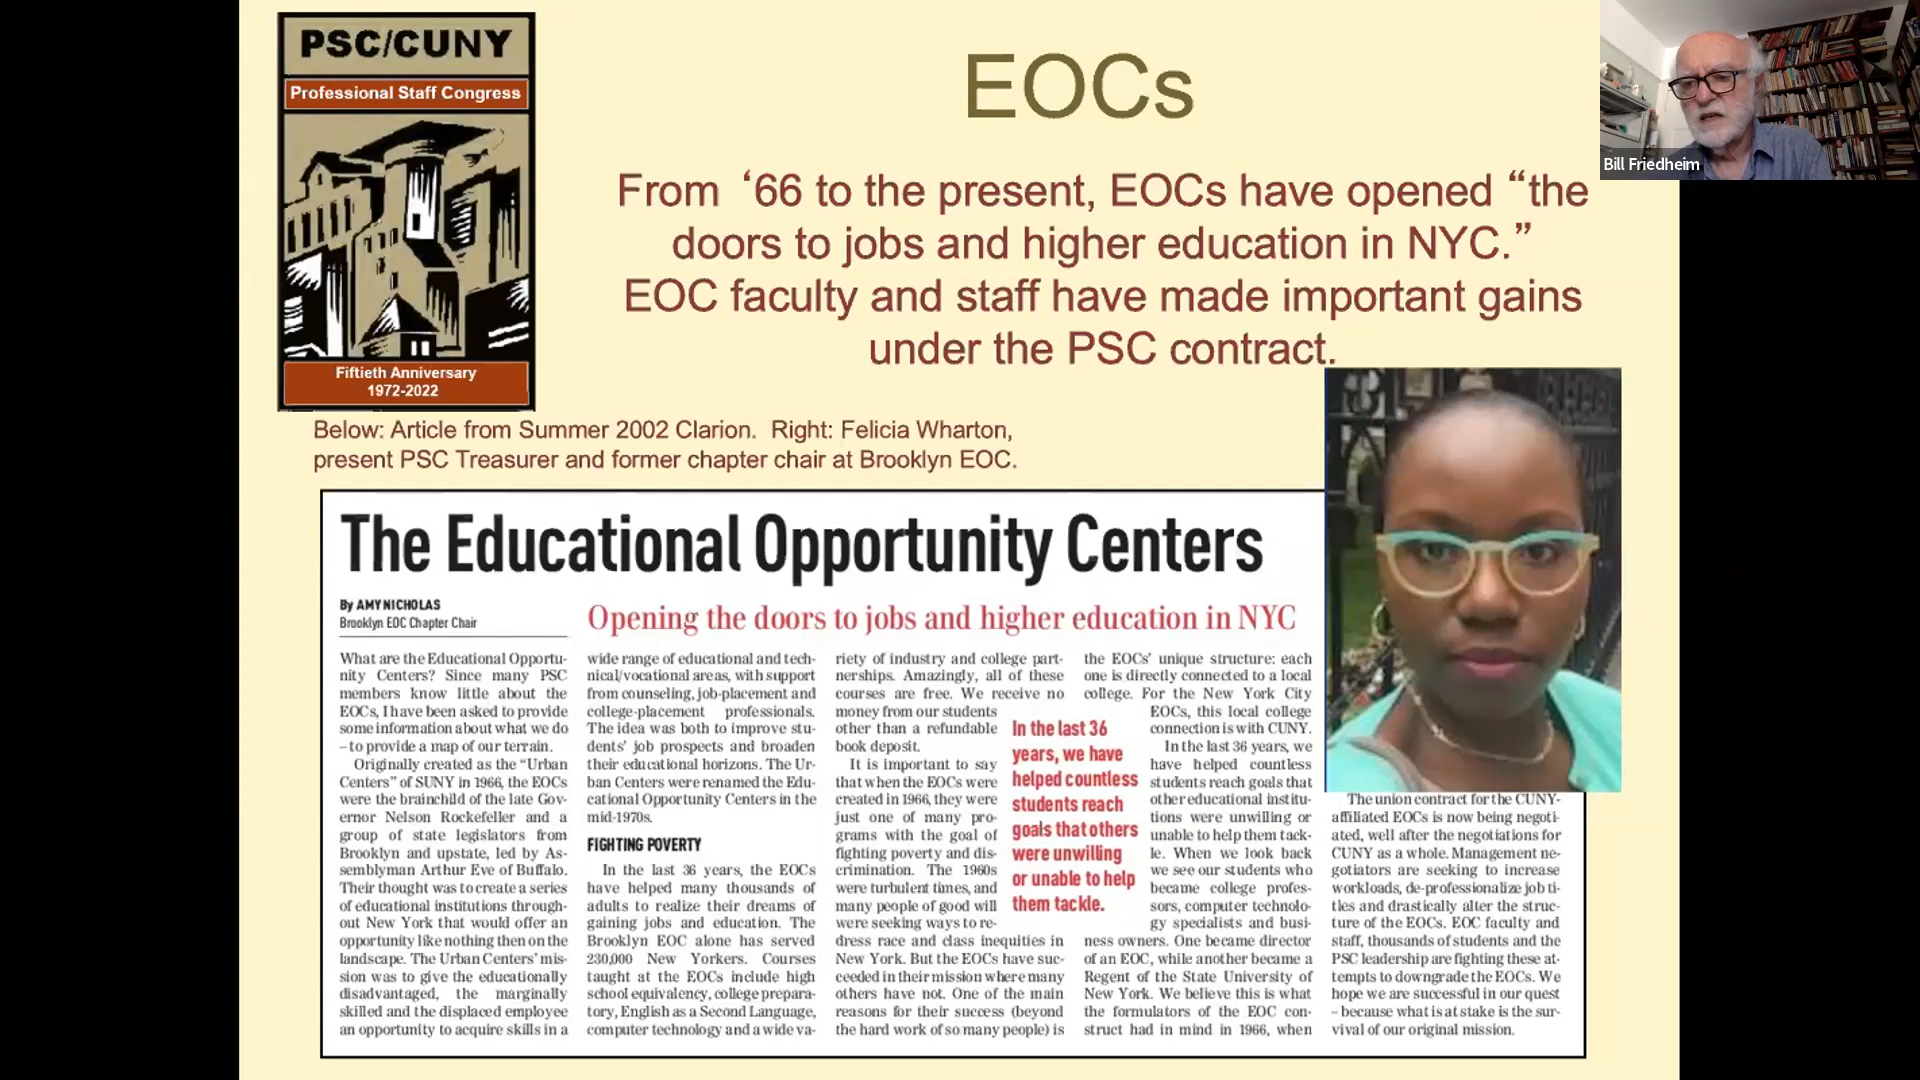 PSC/CUNY
Professional Staff Congress
Fiftieth Anniversary
1972-2022
EOCs
From ‘66 to the present, EOCs have opened “the
doors to jobs and higher education in NYC.”
EOC faculty and staff have made important gains
under the PSC contract.
Bill Friedheim
Below: Article from Summer 2002 Clarion. Right: Felicia Wharton,
present PSC Treasurer and former chapter chair at Brooklyn EOC.
The Educational Opportunity Centers
By AMY NICHOLAS
Brooklyn EOC Chapter Chair
Opening the doors to jobs and higher education in NYC
What are the Educational Opportu-
nity Centers? Since many PSC
members know little about the
EOCs, I have been asked to provide
some information about what we do
– to provide a map of our terrain.
Originally created as the “Urban
Centers” of SUNY in 1966, the EOCs
were the brainchild of the late Gov-
ernor Nelson Rockefeller and a
group of state legislators from
Brooklyn and upstate, led by As-
semblyman Arthur Eve of Buffalo.
Their thought was to create a series
of educational institutions through-
out New York that would offer an
opportunity like nothing then on the
landscape. The Urban Centers’ mis-
sion was to give the educationally
disadvantaged, the marginally
skilled and the displaced employee
an opportunity to acquire skills in a
wide range of educational and tech-
nical/vocational areas, with support
from counseling, job-placement and
college-placement professionals.
The idea was both to improve stu-
dents’ job prospects and broaden
their educational horizons. The Ur-
ban Centers were renamed the Edu-
cational Opportunity Centers in the
mid-1970s.
FIGHTING POVERTY
In the last 36 years, the EOCs
have helped many thousands of
adults to realize their dreams of
gaining jobs and education. The
Brooklyn EOC alone has served
230,000 New Yorkers. Courses
taught at the EOCs include high
school equivalency, college prepara-
tory, English as a Second Language,
computer technology and a wide va-
riety of industry and college part-
nerships. Amazingly, all of these
courses are free. We receive no
money from our students
other than a refundable
book deposit.
It is important to say
that when the EOCs were
created in 1966, they were
just one of many pro-
grams with the goal of
fighting poverty and dis-
crimination. The 1960s
were turbulent times, and
many people of good will
were seeking ways to re-
dress race and class inequities in
New York. But the EOCs have suc-
ceeded in their mission where many
others have not. One of the main
reasons for their success (beyond
the hard work of so many people) is
In the last 36
years, we have
helped countless
students reach
goals that others
were unwilling
or unable to help
them tackle.
the EOCs’ unique structure: each
one is directly connected to a local
college. For the New York City
EOCs, this local college
connection is with CUNY.
In the last 36 years, we
have helped countless
students reach goals that
other educational institu-
tions were unwilling or
unable to help them tack-
le. When we look back
we see our students who
became college profes-
sors, computer technolo-
gy specialists and busi-
ness owners. One became director
of an EOC, while another became a
Regent of the State University of
New York. We believe this is what
the formulators of the EOC con-
struct had in mind in 1966, when
The union contract for the CUNY-
affiliated EOCs is now being negoti-
ated, well after the negotiations for
CUNY as a whole. Management ne-
gotiators are seeking to increase
workloads, de-professionalize job ti-
tles and drastically alter the struc-
ture of the EOCs. EOC faculty and
staff, thousands of students and the
PSC leadership are fighting these at-
tempts to downgrade the EOCs. We
hope we are successful in our quest
– because what is at stake is the sur-
vival of our original mission.